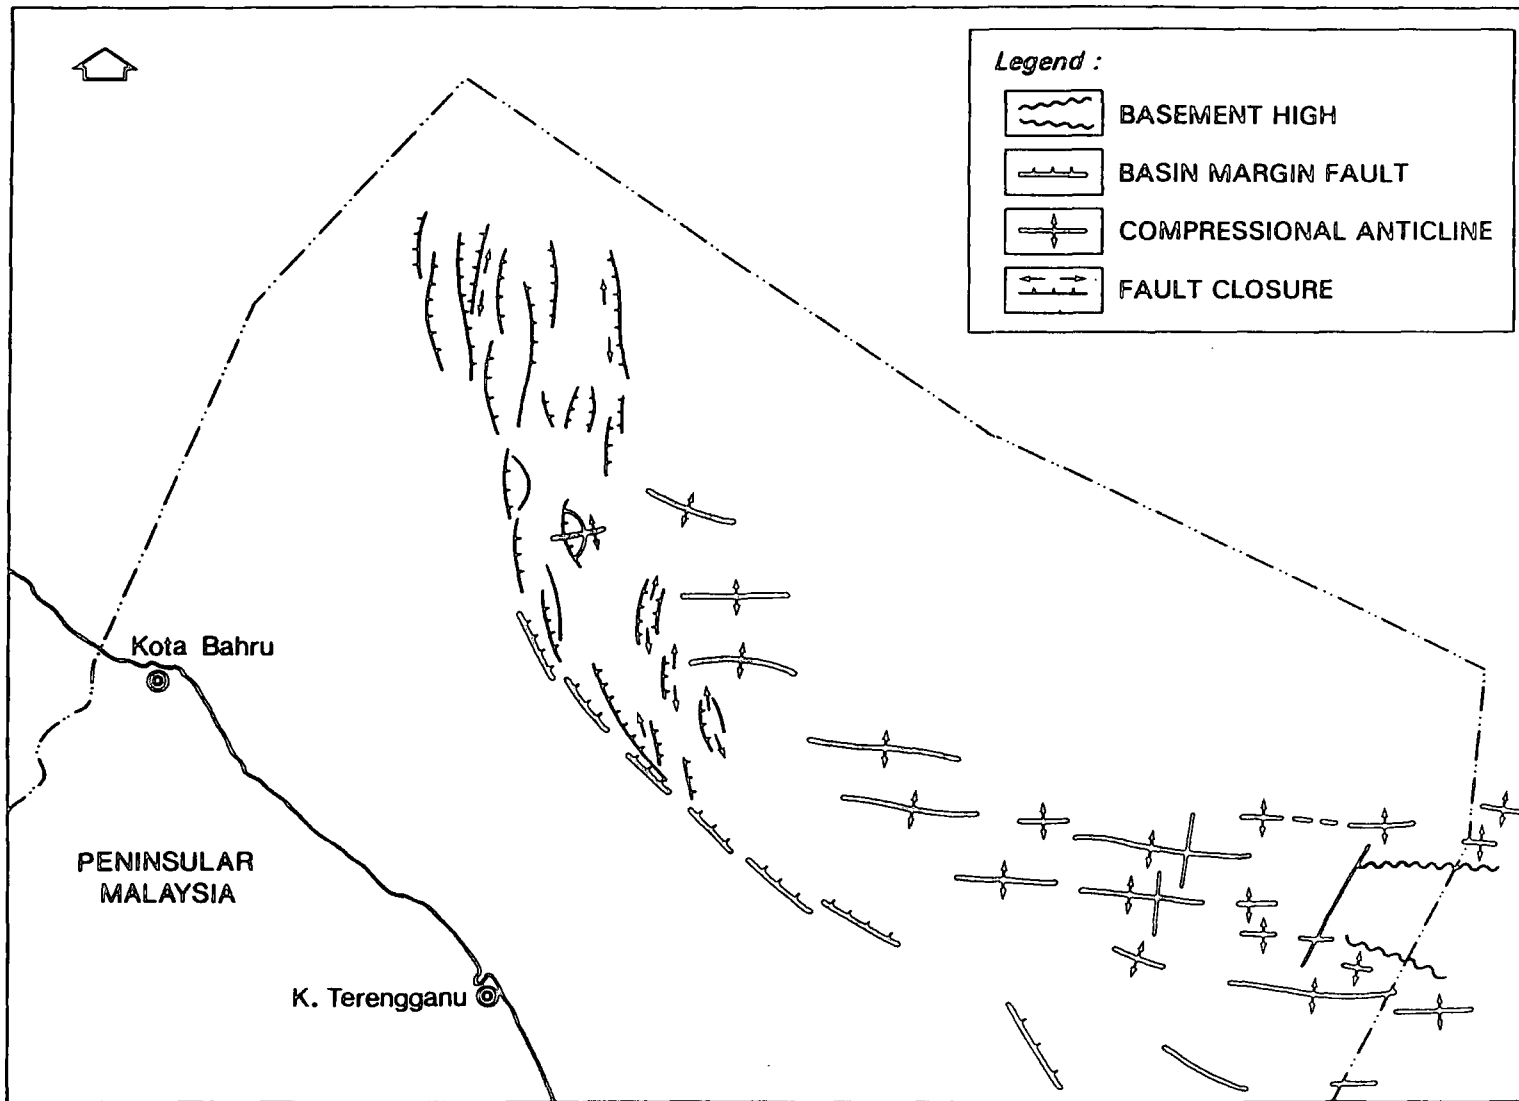 Legend :
BASEMENT HIGH
BASIN MARGIN FAULT
COMPRESSIONAL ANTICLINE
FAULT CLOSURE
Kota Bahru
PENINSULAR
MALAYSIA
K. Terengganu